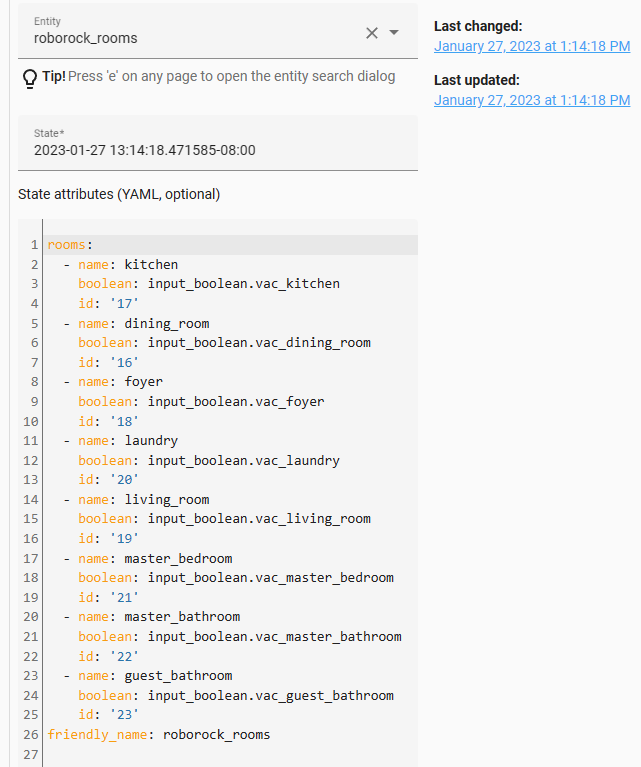 Entity
roborock_rooms
Last changed:
January 27, 2023 at 1:14:18 PM
Last updated:
January 27, 2023 at 1:14:18 PM
Tip! Press 'e' on any page to open the entity search dialog
State*
2023-01-27 13:14:18.471585-08:00
State attributes (YAML, optional)
1 rooms:
2 - name: kitchen
3 boolean: input_boolean.vac_kitchen
4 id: '17'
5 - name: dining_room
6 boolean: input_boolean.vac_dining_room
7 id: '16'
8 - name: foyer
9 boolean: input_boolean.vac_foyer
10 id: '18'
11 - name: laundry
12 boolean: input_boolean.vac_laundry
13 id: '20'
14 - name: living_room
15 boolean: input_boolean.vac_living_room
16 id: '19'
17 - name: master_bedroom
18 boolean: input_boolean.vac_master_bedroom
19 id: '21'
20 - name: master_bathroom
21 boolean: input_boolean.vac_master_bathroom
22 id: '22'
23 - name: guest_bathroom
24 boolean: input_boolean.vac_guest_bathroom
25 id: '23'
26 friendly_name: roborock_rooms
27